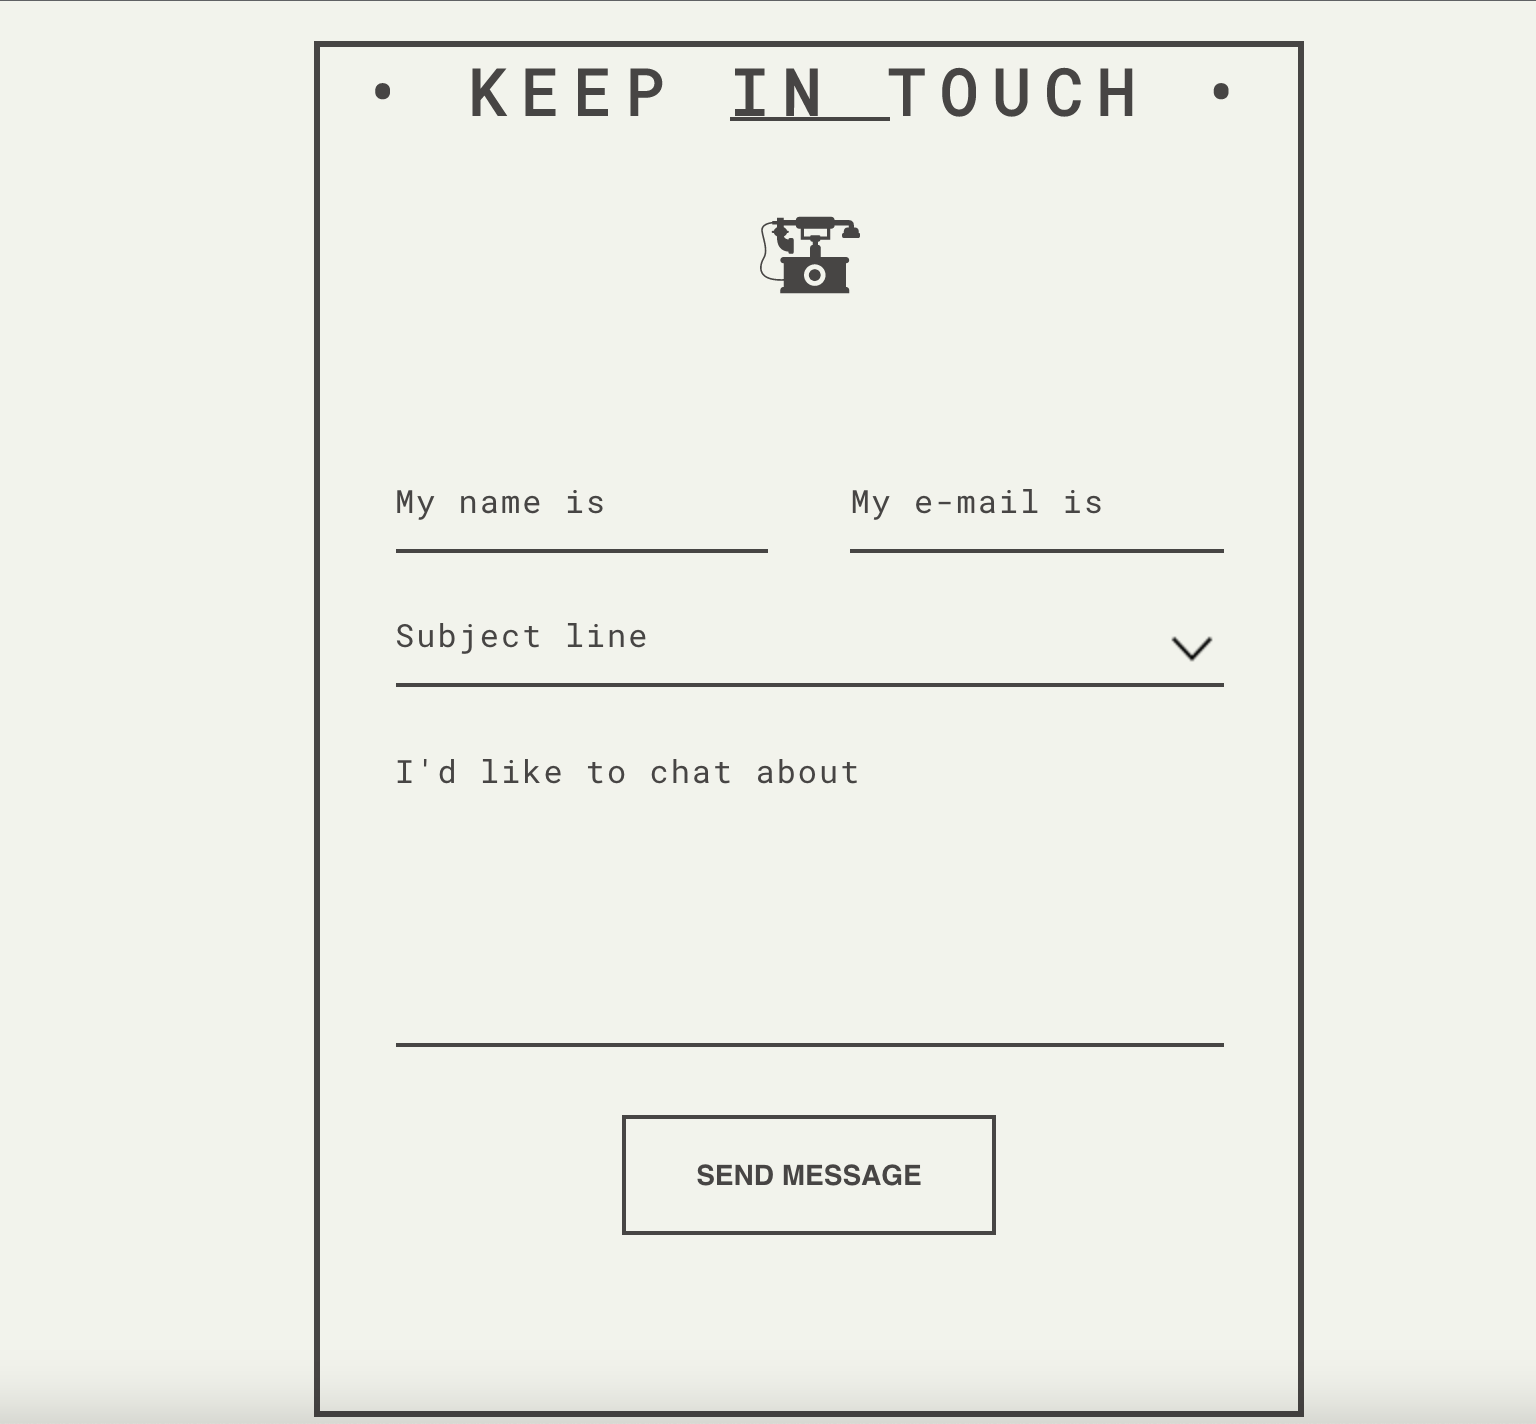 • KEEP IN TOUCH •
My name is
My e-mail is
Subject line
I'd like to chat about
SEND MESSAGE